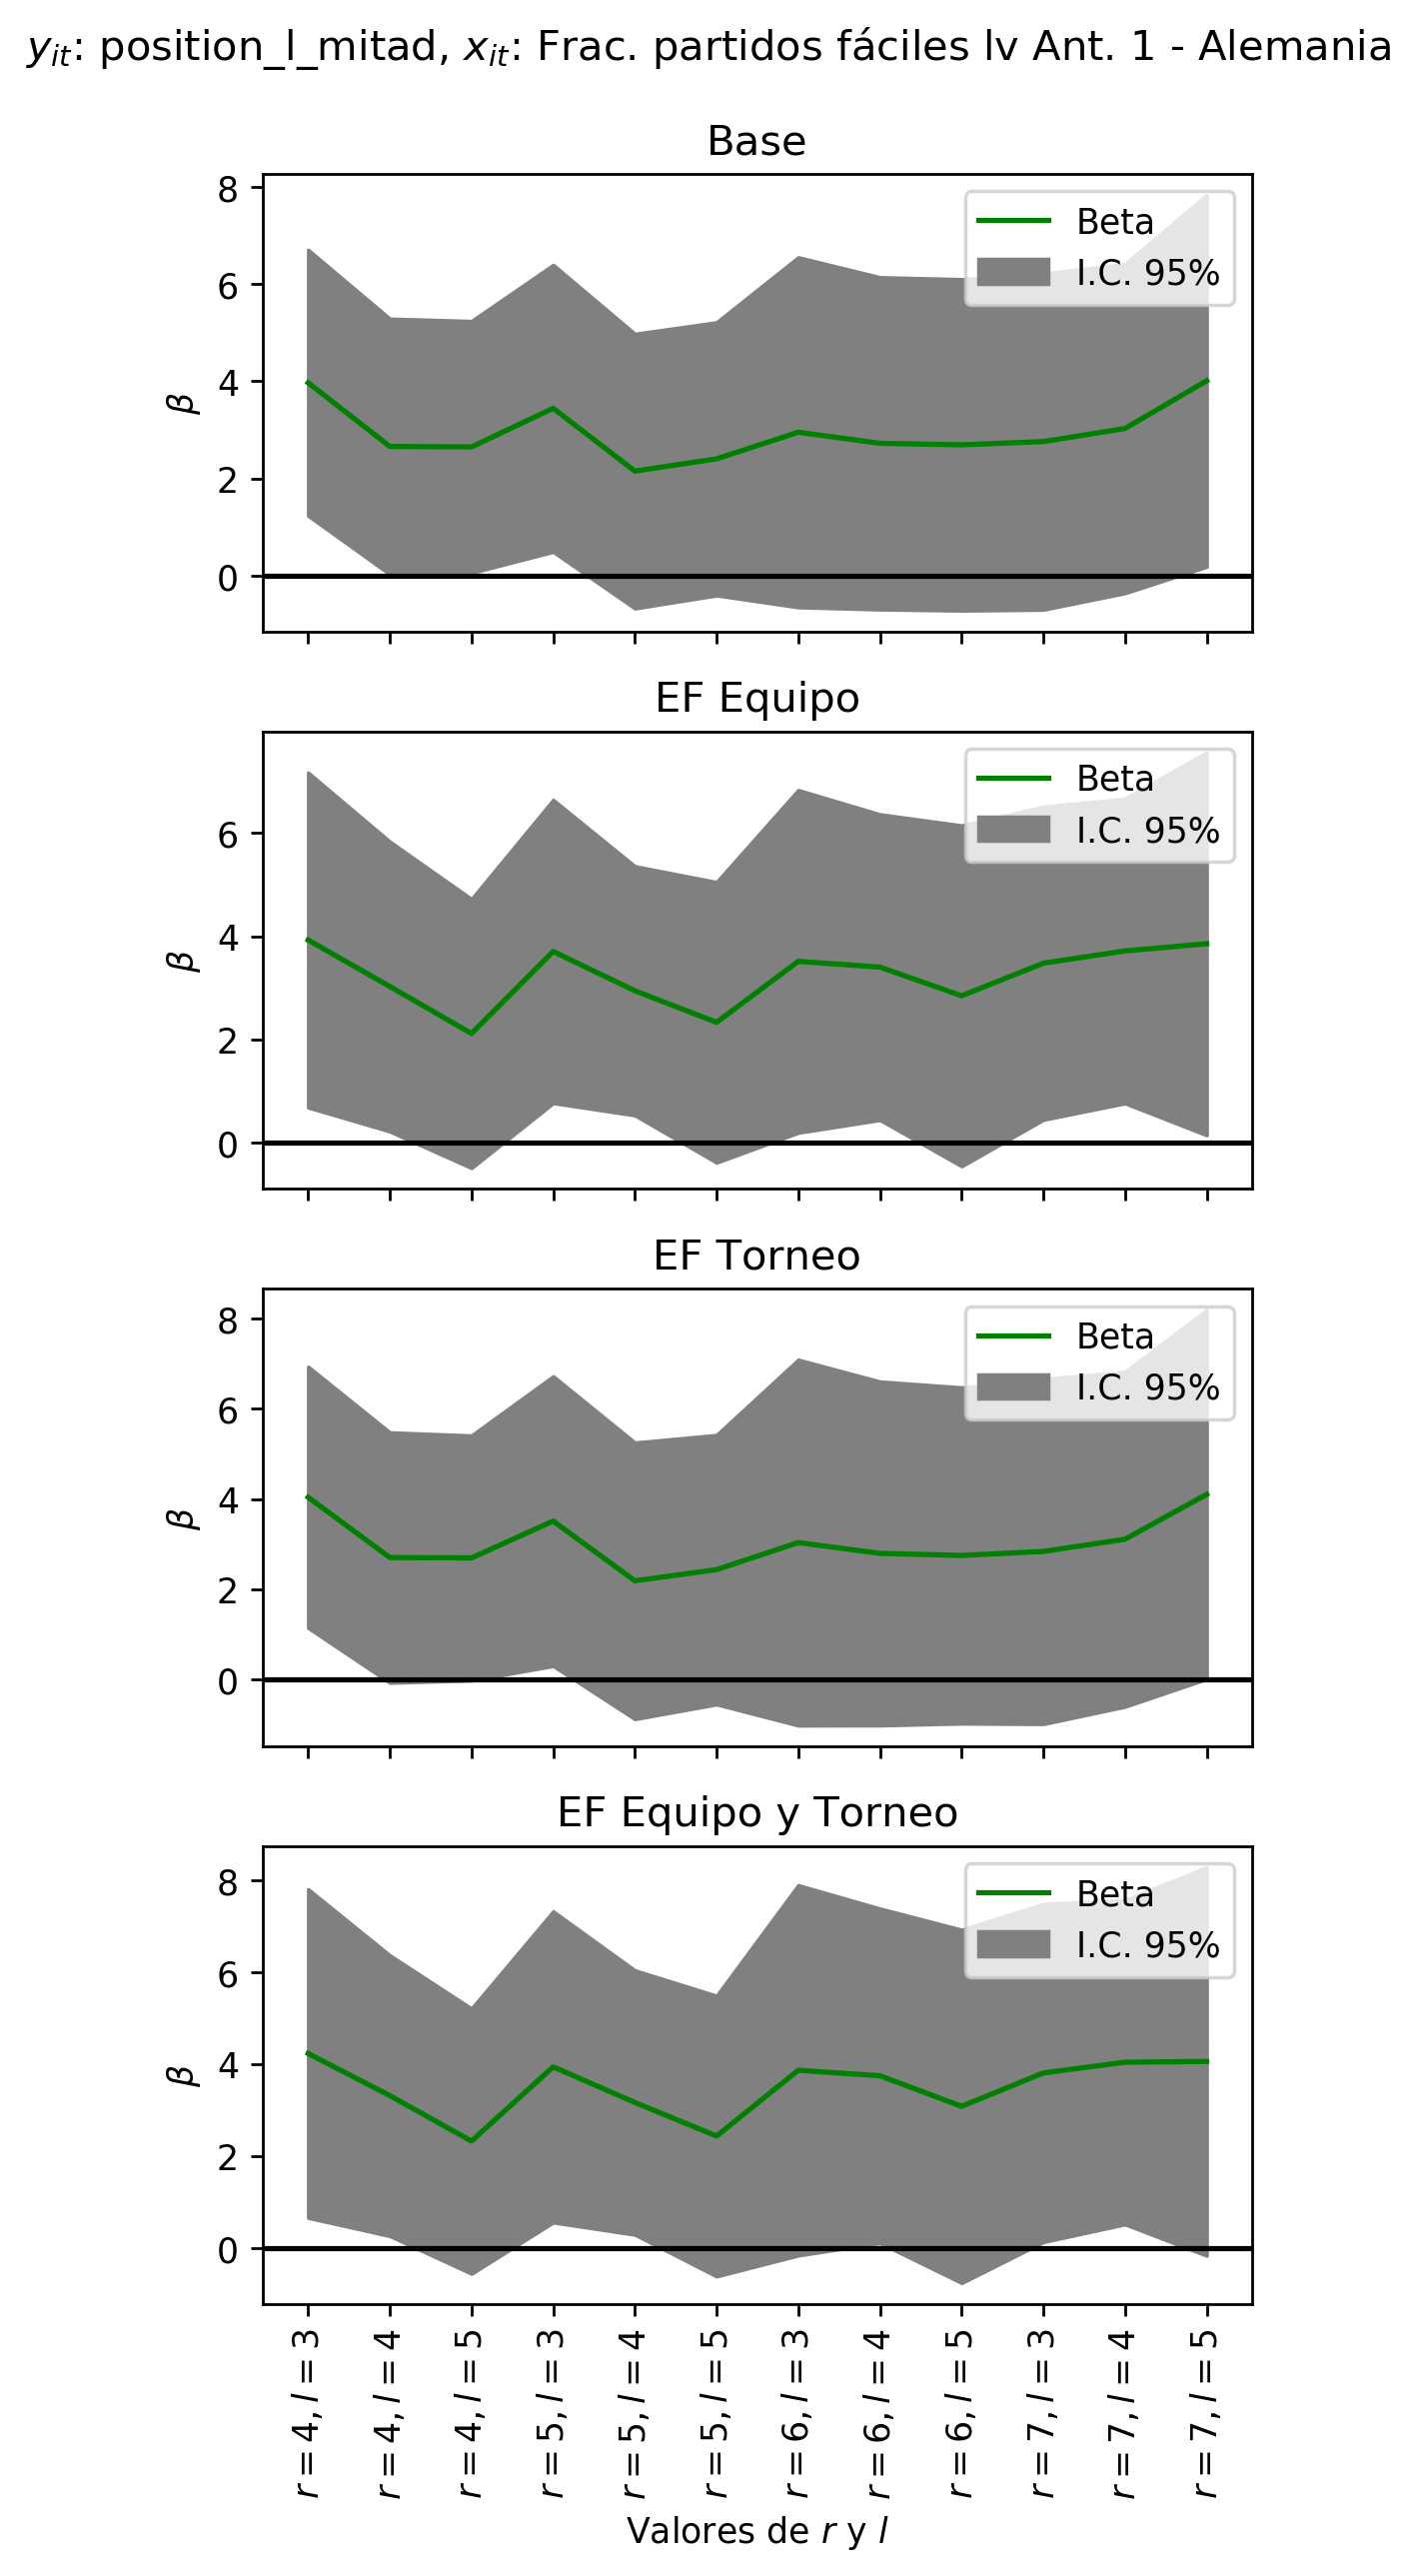 y_it: position_l_mitad, x_it: Frac. partidos fáciles lv Ant. 1 - Alemania
Base
8
6
4
2
0
β
Beta
I.C. 95%
EF Equipo
6
4
2
0
β
Beta
I.C. 95%
EF Torneo
8
6
4
2
0
β
Beta
I.C. 95%
EF Equipo y Torneo
8
6
4
2
0
β
Beta
I.C. 95%
r = 4, l = 3
r = 4, l = 4
r = 4, l = 5
r = 5, l = 3
r = 5, l = 4
r = 5, l = 5
r = 6, l = 3
r = 6, l = 4
r = 6, l = 5
r = 7, l = 3
r = 7, l = 4
r = 7, l = 5
Valores de r y l